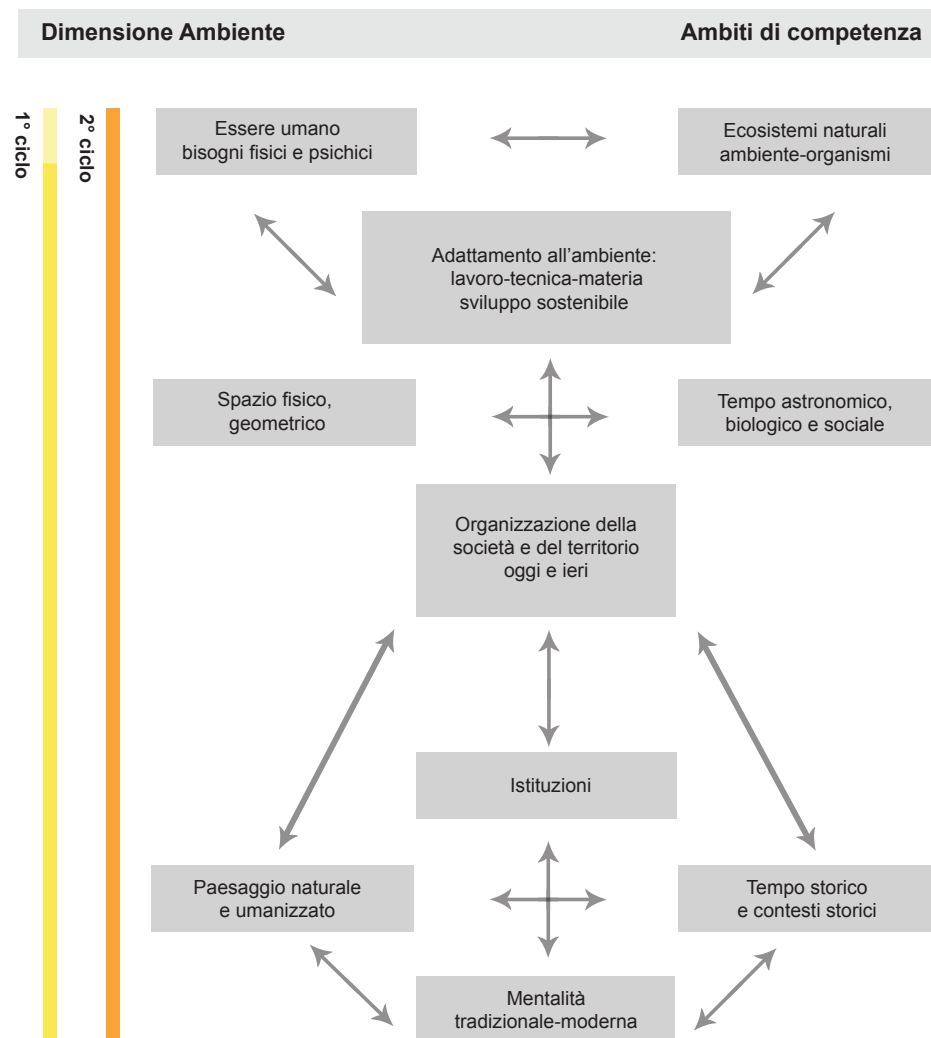 Dimensione Ambiente
Ambiti di competenza
1° ciclo
2° ciclo
Essere umano
bisogni fisici e psichici
Ecosistemi naturali
ambiente-organismi
Adattamento all’ambiente:
lavoro-tecnica-materia
sviluppo sostenibile
Spazio fisico,
geometrico
Tempo astronomico,
biologico e sociale
Organizzazione della
società e del territorio
oggi e ieri
Istituzioni
Paesaggio naturale
e umanizzato
Tempo storico
e contesti storici
Mentalità
tradizionale-moderna